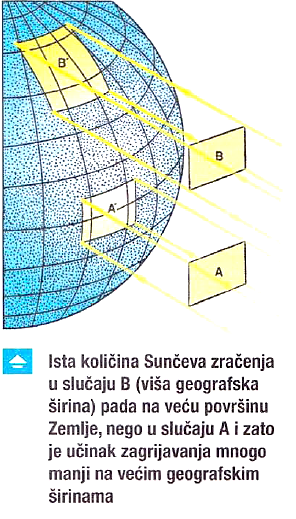 B'
B
A'
A
Ista količina Sunčeva zračenja
u slučaju B (viša geografska
širina) pada na veću površinu
Zemlje, nego u slučaju A i zato
je učinak zagrijavanja mnogo
manji na većim geografskim
širinama